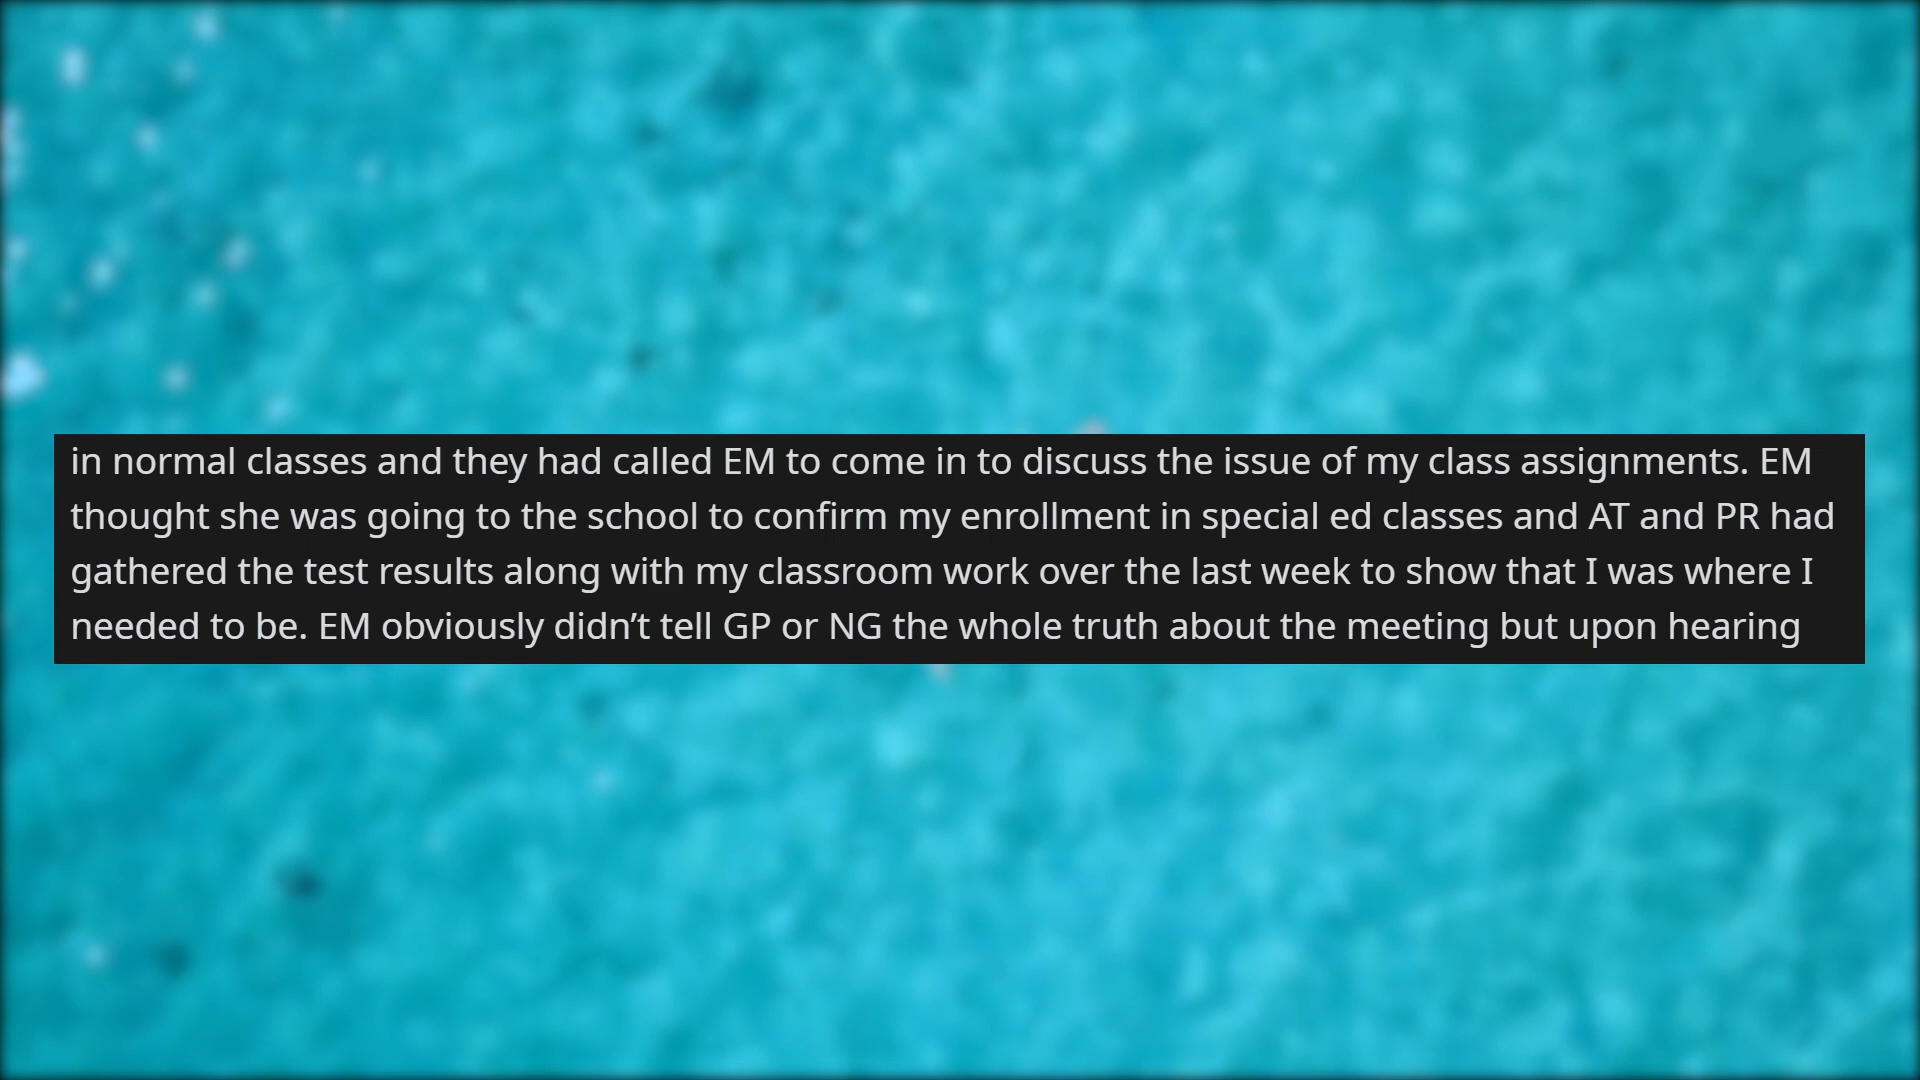 in normal classes and they had called EM to come in to discuss the issue of my class assignments. EM
thought she was going to the school to confirm my enrollment in special ed classes and AT and PR had
gathered the test results along with my classroom work over the last week to show that I was where I
needed to be. EM obviously didn’t tell GP or NG the whole truth about the meeting but upon hearing